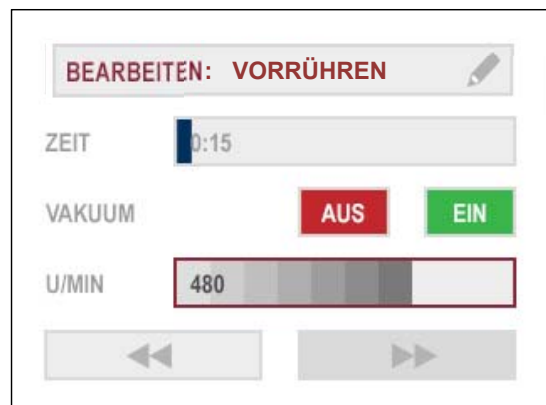 BEARBEITEN: VORRÜHREN
ZEIT 0:15
VAKUUM AUS EIN
U/MIN 480